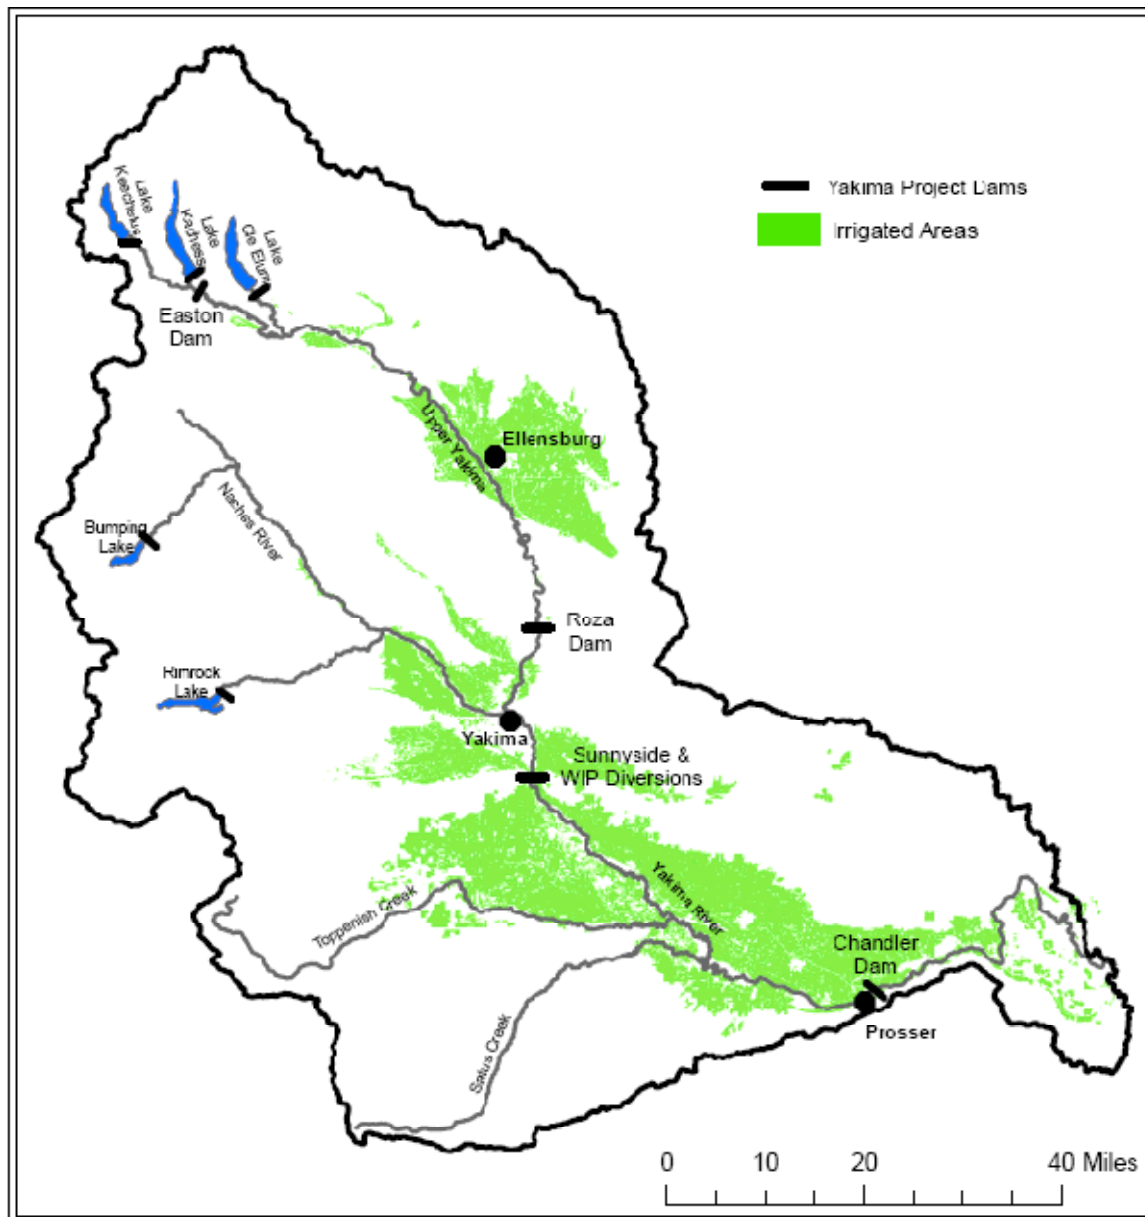 Lake
Keechelus
Lake
Kachess
Lake
Cle Elum
Yakima Project Dams
Irrigated Areas
Easton
Dam
Upper Yakima
Ellensburg
Naches River
Bumping
Lake
Roza
Dam
Rimrock
Lake
Yakima
Sunnyside &
WIP Diversions
Yakima River
Toppenish Creek
Chandler
Dam
Prosser
Satus Creek
0 10 20 40 Miles